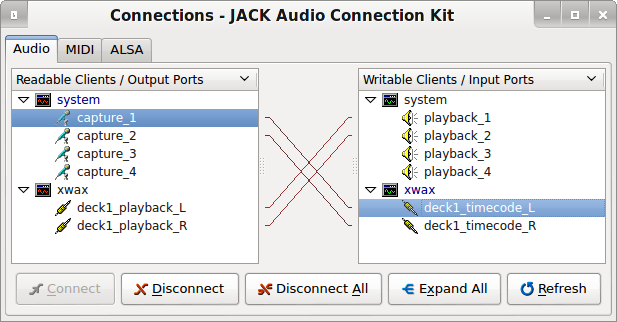 Connections - JACK Audio Connection Kit
Audio MIDI ALSA
Readable Clients / Output Ports
system
capture_1
capture_2
capture_3
capture_4
xwax
deck1_playback_L
deck1_playback_R
Writable Clients / Input Ports
system
playback_1
playback_2
playback_3
playback_4
xwax
deck1_timecode_L
deck1_timecode_R
Connect Disconnect Disconnect All Expand All Refresh